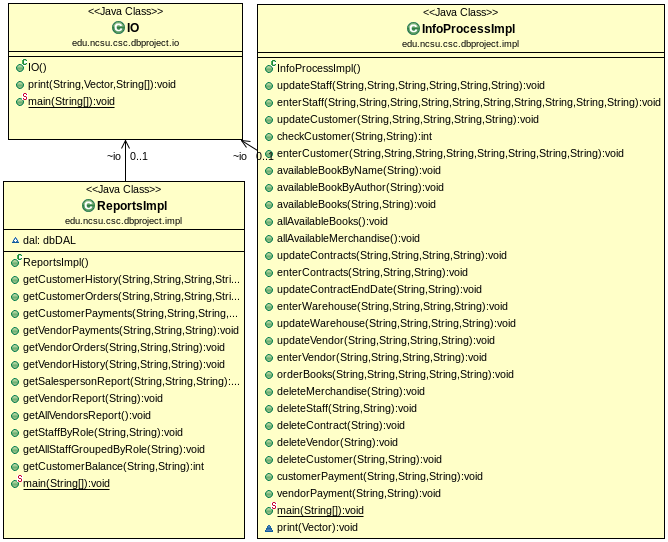 <<Java Class>>
IO
edu.ncsu.csc.dbproject.io
IO()
print(String,Vector,String[]):void
main(String[]):void
~io 0..1
<<Java Class>>
ReportsImpl
edu.ncsu.csc.dbproject.impl
dal: dbDAL
ReportsImpl()
getCustomerHistory(String,String,String,Stri...
getCustomerOrders(String,String,String,Stri...
getCustomerPayments(String,String,String,...
getVendorPayments(String,String,String):void
getVendorOrders(String,String,String):void
getVendorHistory(String,String,String):void
getSalespersonReport(String,String,String):...
getVendorReport(String):void
getAllVendorsReport():void
getStaffByRole(String,String):void
getAllStaffGroupedByRole(String):void
getCustomerBalance(String,String):int
main(String[]):void
~io 0..1
<<Java Class>>
InfoProcessImpl
edu.ncsu.csc.dbproject.impl
InfoProcessImpl()
updateStaff(String,String,String,String,String):void
enterStaff(String,String,String,String,String,String,String,String,String):void
updateCustomer(String,String,String,String):void
checkCustomer(String,String):int
enterCustomer(String,String,String,String,String,String,String):void
availableBookByName(String):void
availableBookByAuthor(String):void
availableBooks(String,String):void
allAvailableBooks():void
allAvailableMerchandise():void
updateContracts(String,String,String,String):void
enterContracts(String,String,String):void
updateContractEndDate(String,String):void
enterWarehouse(String,String,String,String):void
updateWarehouse(String,String,String,String):void
updateVendor(String,String,String,String):void
enterVendor(String,String,String,String):void
orderBooks(String,String,String,String,String):void
deleteMerchandise(String):void
deleteStaff(String,String):void
deleteContract(String,String):void
deleteVendor(String,String):void
deleteCustomer(String,String):void
customerPayment(String,String,String):void
vendorPayment(String,String):void
main(String[]):void
print(Vector):void